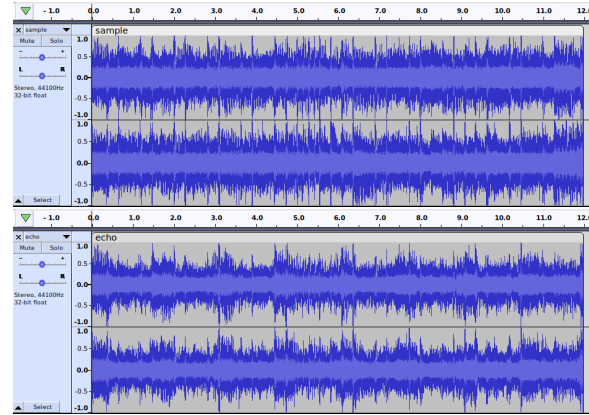 - 1.0 0.0 1.0 2.0 3.0 4.0 5.0 6.0 7.0 8.0 9.0 10.0 11.0 12.0
× sample ▼ sample
Mute Solo 1.0
- + 0.5-
L R 0.0-
Stereo, 44100Hz -0.5-
32-bit float -1.0
1.0
0.5-
0.0-
-0.5-
Select -1.0
- 1.0 0.0 1.0 2.0 3.0 4.0 5.0 6.0 7.0 8.0 9.0 10.0 11.0 12.0
× echo ▼ echo
Mute Solo 1.0
- + 0.5-
L R 0.0-
Stereo, 44100Hz -0.5-
32-bit float -1.0
1.0
0.5-
0.0-
-0.5-
Select -1.0